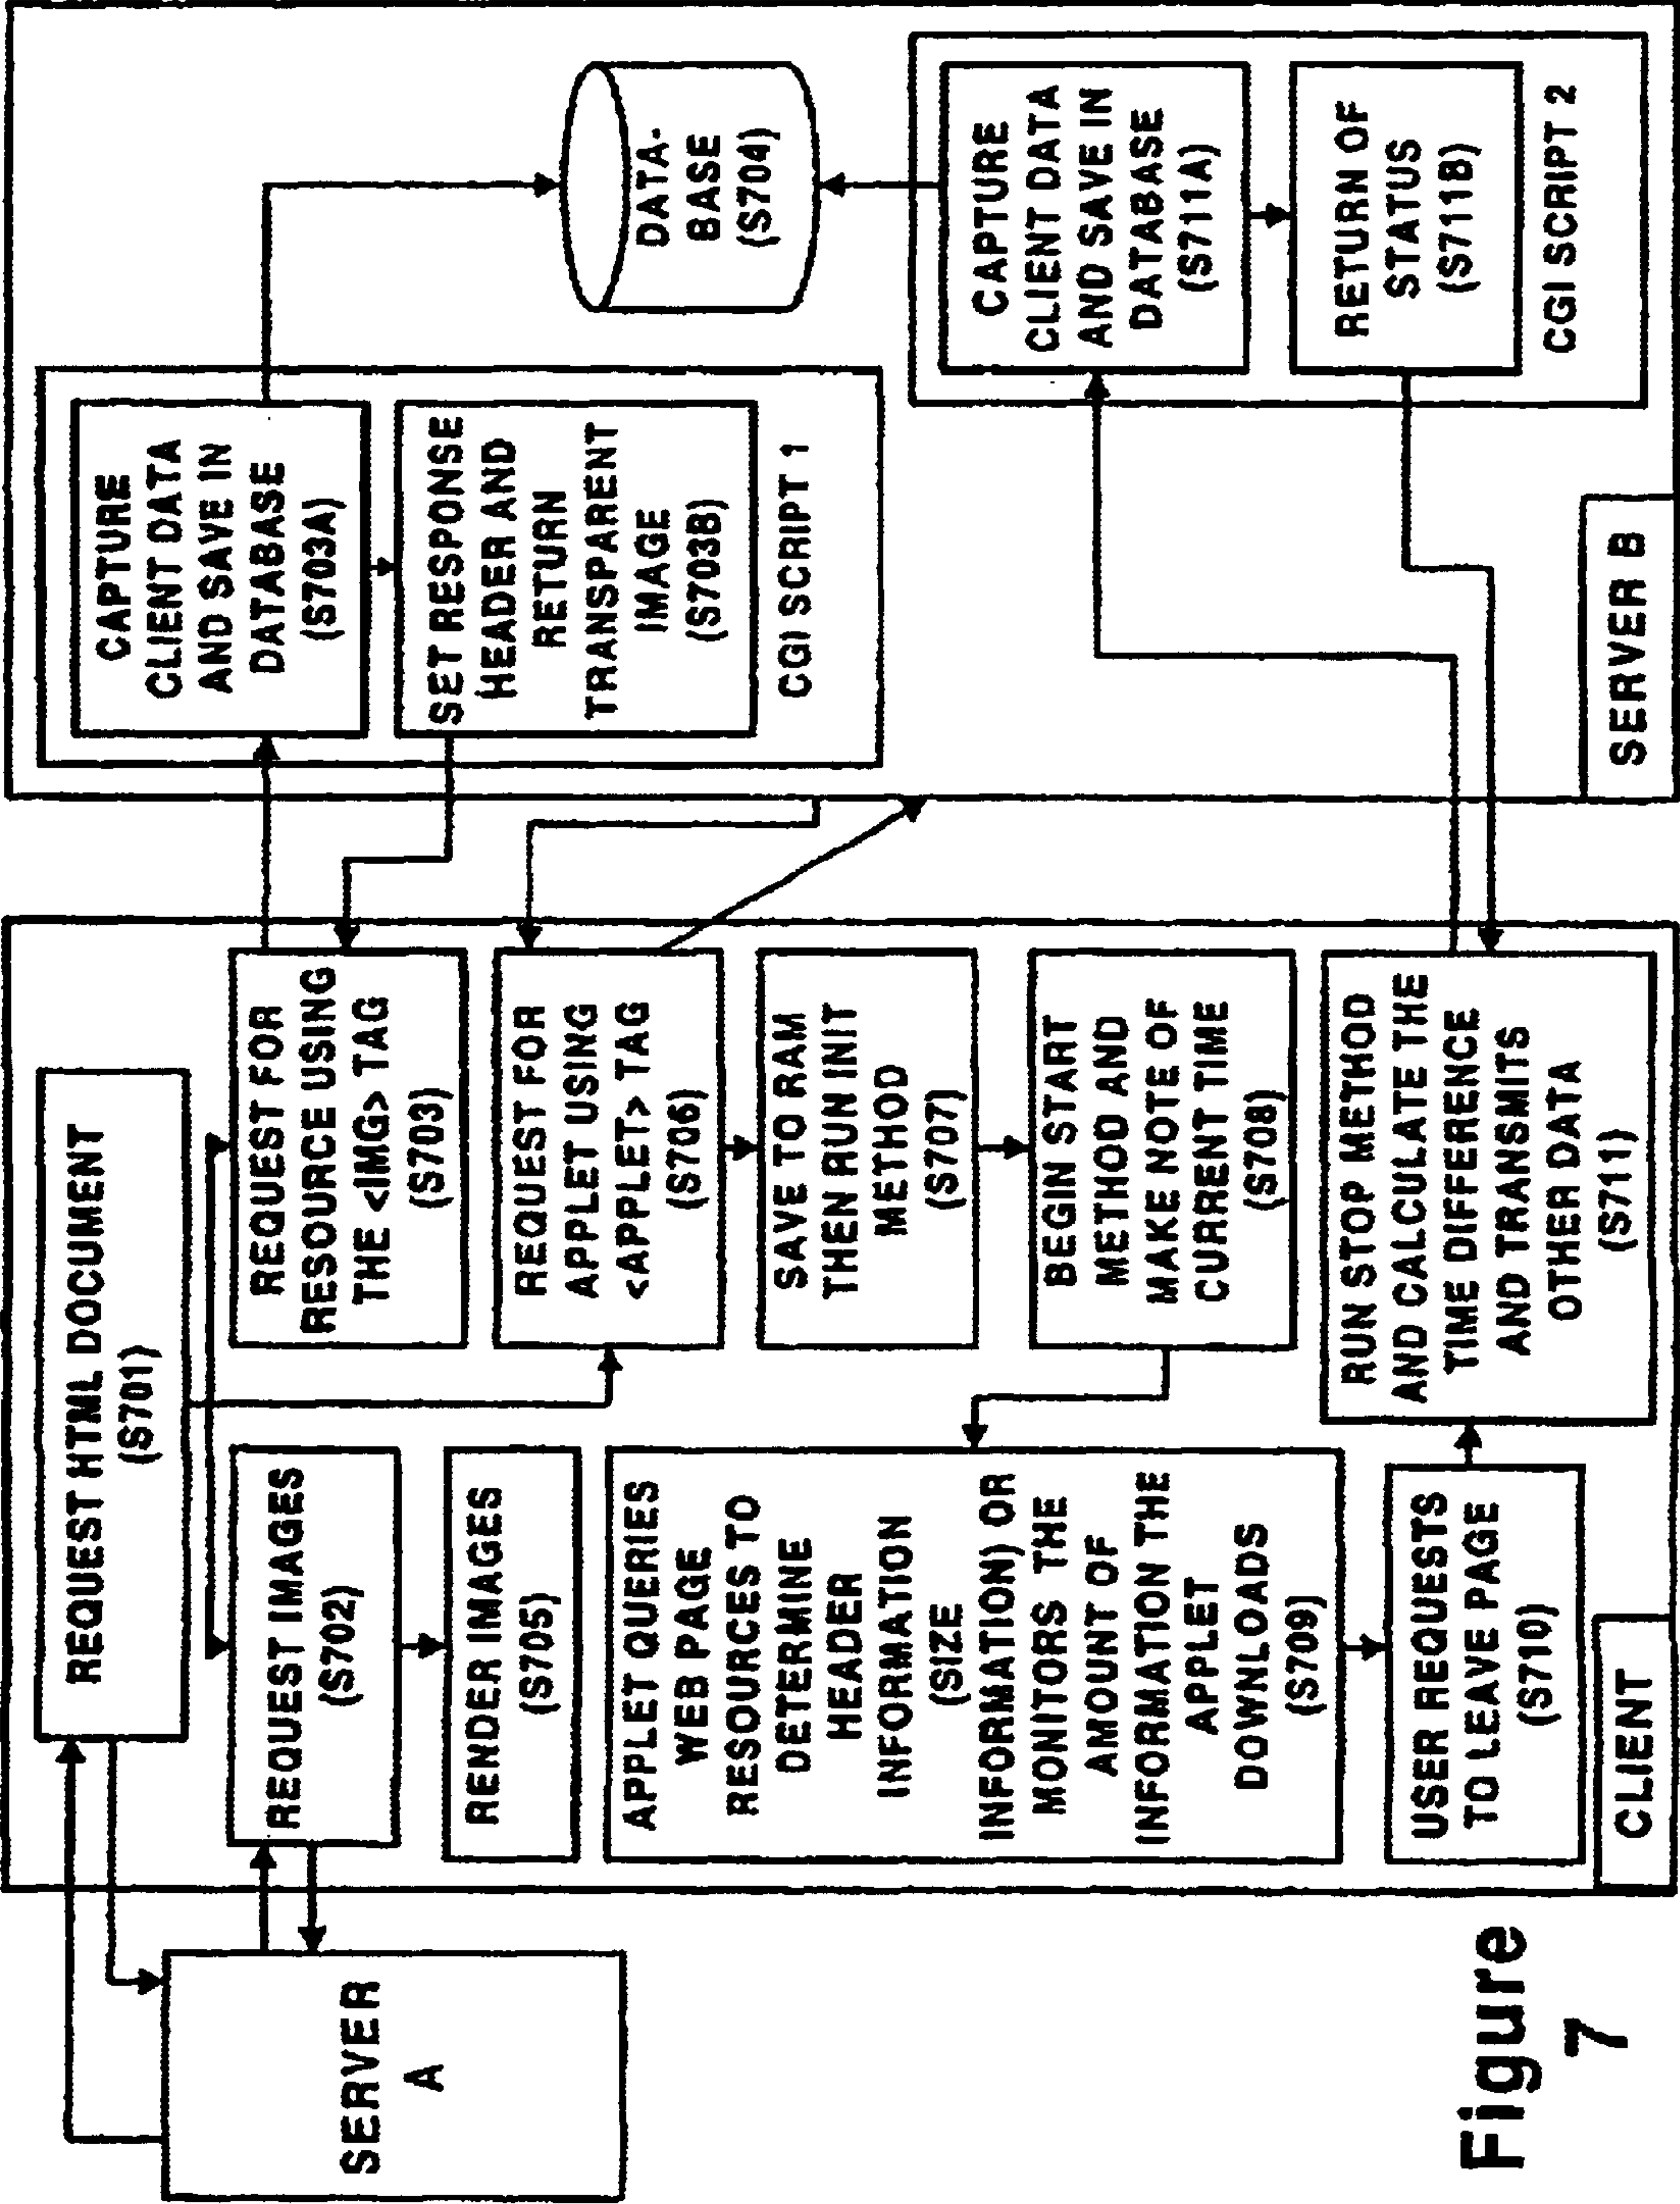 SERVER
A
REQUEST HTML DOCUMENT
(S701)
REQUEST IMAGES
(S702)
RENDER IMAGES
(S705)
APPLET QUERIES
WEB PAGE
RESOURCES TO
DETERMINE
HEADER
INFORMATION
(SIZE
INFORMATION) OR
MONITORS THE
AMOUNT OF
INFORMATION THE
APPLET
DOWNLOADS
(S709)
USER REQUESTS
TO LEAVE PAGE
(S710)
CLIENT
REQUEST FOR
RESOURCE USING
THE <IMG> TAG
(S703)
REQUEST FOR
APPLET USING
<APPLET> TAG
(S706)
SAVE TO RAM
THEN RUN INIT
METHOD
(S707)
BEGIN START
METHOD AND
MAKE NOTE OF
CURRENT TIME
(S708)
RUN STOP METHOD
AND CALCULATE THE
TIME DIFFERENCE
AND TRANSMITS
OTHER DATA
(S711)
CAPTURE
CLIENT DATA
AND SAVE IN
DATABASE
(S703A)
SET RESPONSE
HEADER AND
RETURN
TRANSPARENT
IMAGE
(S703B)
CGI SCRIPT 1
DATA-
BASE
(S704)
CAPTURE
CLIENT DATA
AND SAVE IN
DATABASE
(S711A)
RETURN OF
STATUS
(S711B)
CGI SCRIPT 2
SERVER B
Figure
7